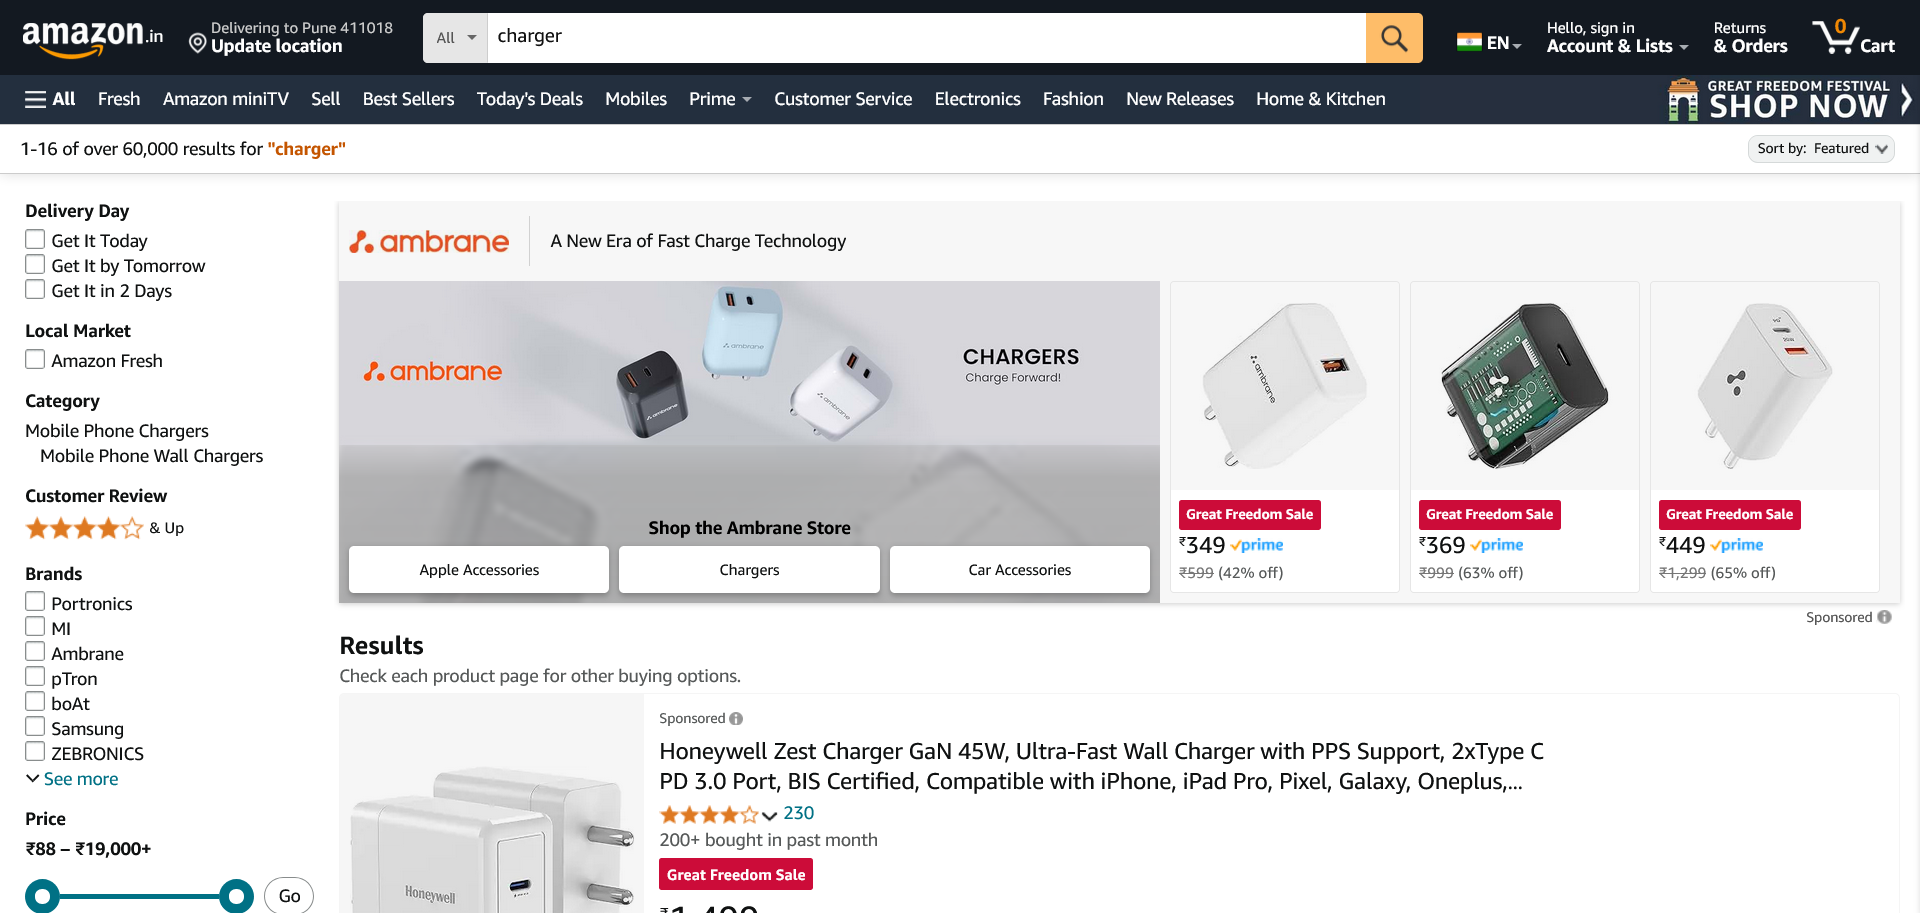 amazon.in
Delivering to Pune 411018
Update location
All
charger
EN
Hello, sign in
Account & Lists
Returns
& Orders
0
Cart
All
Fresh
Amazon miniTV
Sell
Best Sellers
Today's Deals
Mobiles
Prime
Customer Service
Electronics
Fashion
New Releases
Home & Kitchen
GREAT FREEDOM FESTIVAL
SHOP NOW
1-16 of over 60,000 results for "charger"
Sort by: Featured
Delivery Day
Get It Today
Get It by Tomorrow
Get It in 2 Days
Local Market
Amazon Fresh
Category
Mobile Phone Chargers
Mobile Phone Wall Chargers
Customer Review
& Up
Brands
Portronics
MI
Ambrane
pTron
boAt
Samsung
ZEBRONICS
See more
Price
₹88 – ₹19,000+
Go
ambrane
A New Era of Fast Charge Technology
ambrane
ambrane
ambrane
ambrane
CHARGERS
Charge Forward!
Shop the Ambrane Store
Apple Accessories
Chargers
Car Accessories
ambrane
Great Freedom Sale
₹349 prime
₹599 (42% off)
Great Freedom Sale
₹369 prime
₹999 (63% off)
Great Freedom Sale
₹449 prime
₹1,299 (65% off)
Sponsored
Results
Check each product page for other buying options.
Honeywell
Sponsored
Honeywell Zest Charger GaN 45W, Ultra-Fast Wall Charger with PPS Support, 2xType C
PD 3.0 Port, BIS Certified, Compatible with iPhone, iPad Pro, Pixel, Galaxy, Oneplus,...
230
200+ bought in past month
Great Freedom Sale